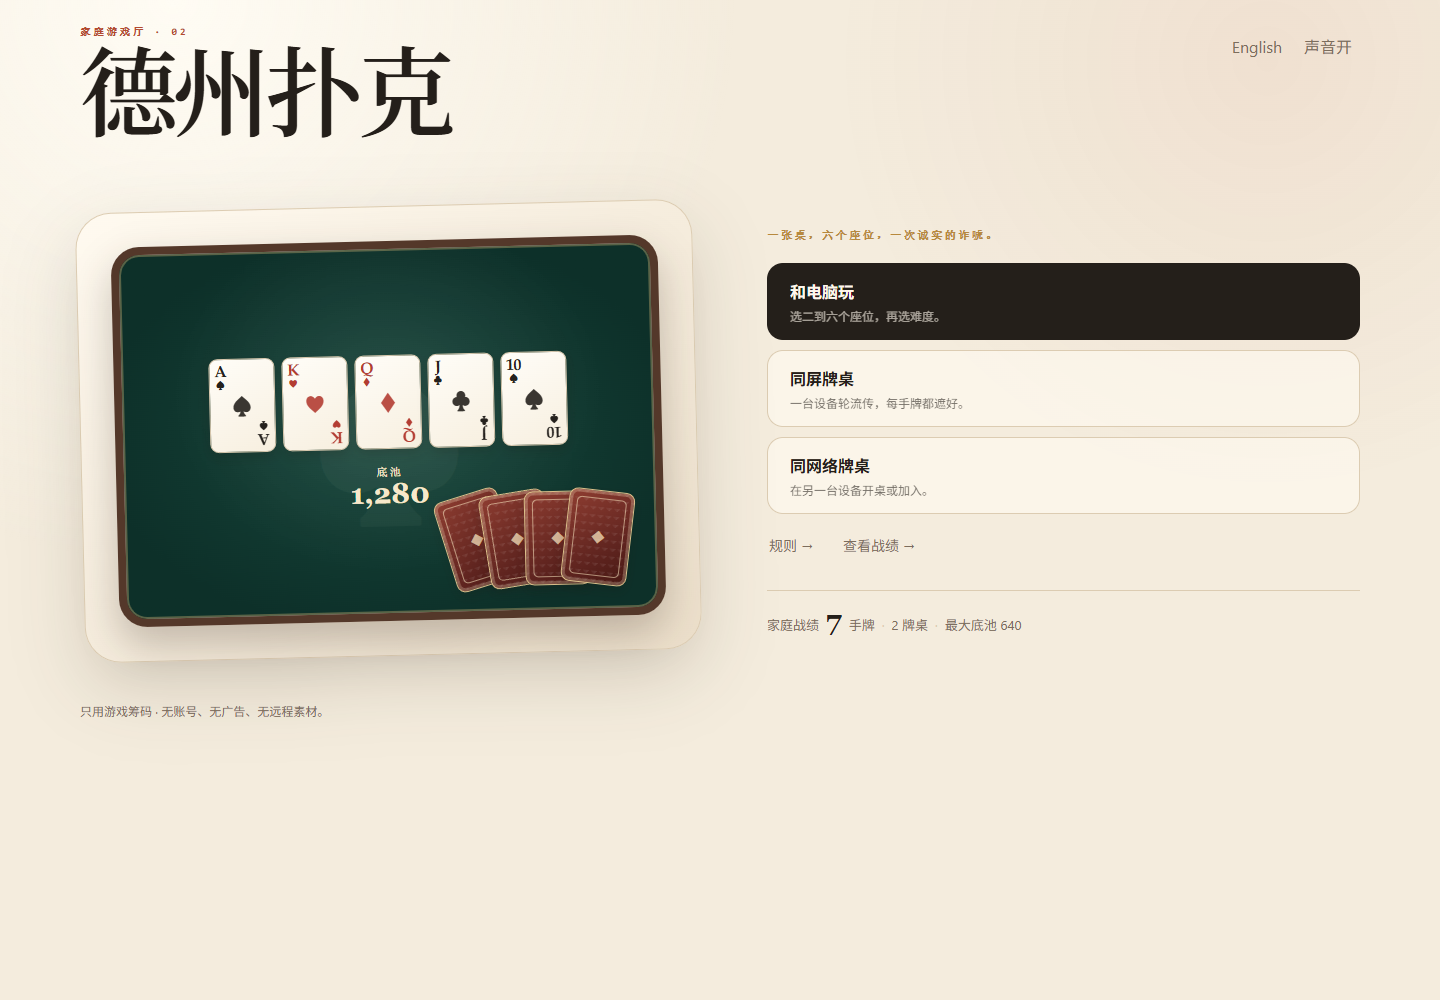 家庭游戏厅 · 02
德州扑克
English 声音开
A K Q J 10
A K Q J 10
底池
1,280
一张桌，六个座位，一次诚实的诈唬。
和电脑玩
选二到六个座位，再选难度。
同屏牌桌
一台设备轮流传，每手牌都遮好。
同网络牌桌
在另一台设备开桌或加入。
规则 → 查看战绩 →
家庭战绩 7 手牌 · 2 牌桌 · 最大底池 640
只用游戏筹码 · 无账号、无广告、无远程素材。